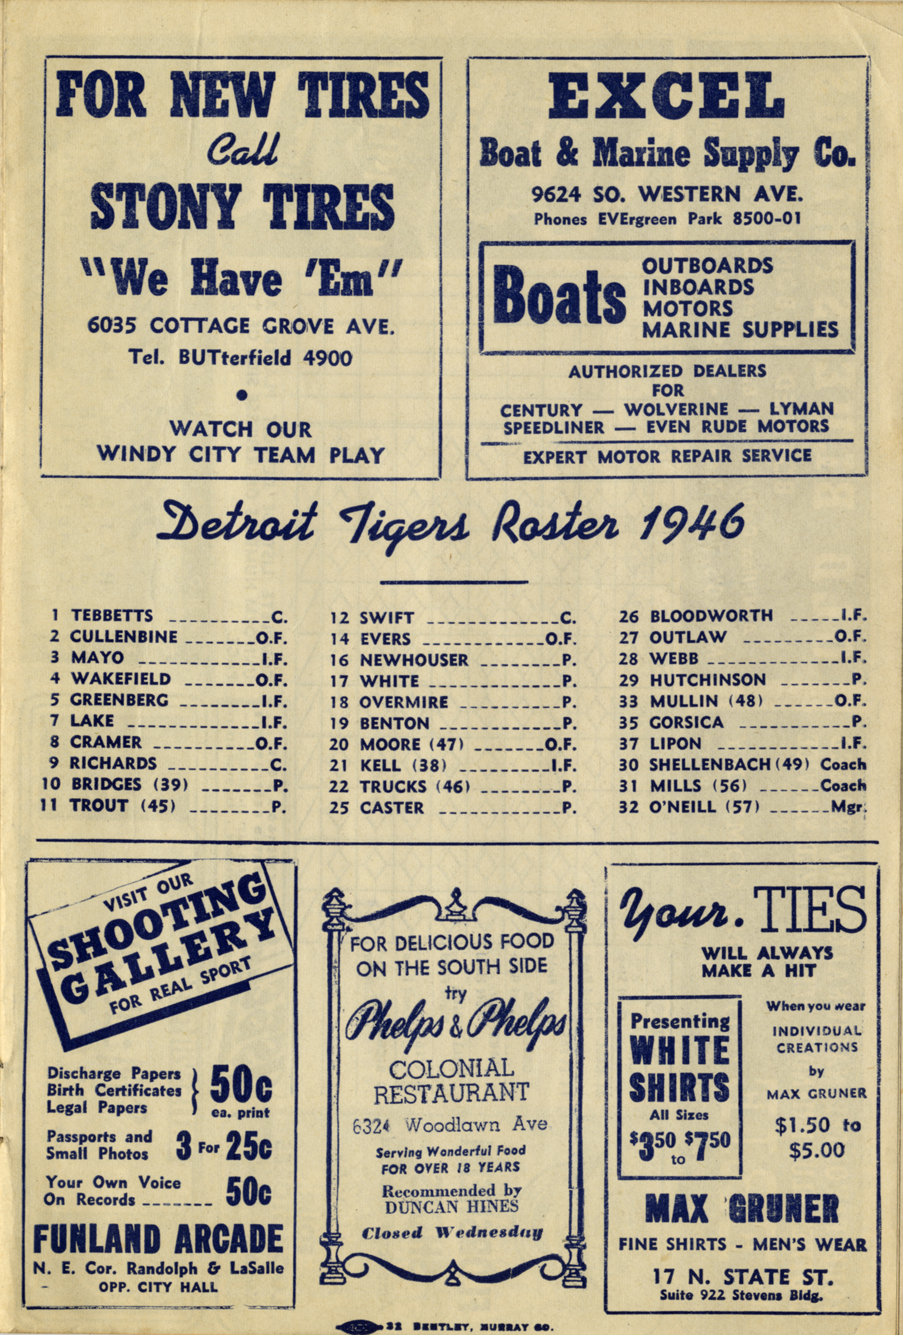 FOR NEW TIRES
Call
STONY TIRES
"We Have 'Em"
6035 COTTAGE GROVE AVE.
Tel. BUTterfield 4900
WATCH OUR
WINDY CITY TEAM PLAY
EXCEL
Boat & Marine Supply Co.
9624 SO. WESTERN AVE.
Phones EVErgreen Park 8500-01
Boats
OUTBOARDS
INBOARDS
MOTORS
MARINE SUPPLIES
AUTHORIZED DEALERS
FOR
CENTURY — WOLVERINE — LYMAN
SPEEDLINER — EVEN RUDE MOTORS
EXPERT MOTOR REPAIR SERVICE
Detroit Tigers Roster 1946
1 TEBBETTS __________C.
2 CULLENBINE _______O.F.
3 MAYO ____________I.F.
4 WAKEFIELD ________O.F.
5 GREENBERG ________I.F.
7 LAKE ______________I.F.
8 CRAMER __________O.F.
9 RICHARDS __________C.
10 BRIDGES (39) ________P.
11 TROUT (45) _________P.
12 SWIFT ______________C.
14 EVERS ____________O.F.
16 NEWHOUSER ________P.
17 WHITE _____________P.
18 OVERMIRE __________P.
19 BENTON ____________P.
20 MOORE (47) _______O.F.
21 KELL (38) _________I.F.
22 TRUCKS (46) ________P.
25 CASTER ____________P.
26 BLOODWORTH _____I.F.
27 OUTLAW _________O.F.
28 WEBB _____________I.F.
29 HUTCHINSON _______P.
33 MULLIN (48) ______O.F.
35 GORSICA ___________P.
37 LIPON ____________I.F.
30 SHELLENBACH (49) Coach
31 MILLS (56) ______Coach
32 O'NEILL (57) _______Mgr.
VISIT OUR
SHOOTING
GALLERY
FOR REAL SPORT
Discharge Papers
Birth Certificates
Legal Papers
50c
ea. print
Passports and
Small Photos
3 For 25c
Your Own Voice
On Records _______ 50c
FUNLAND ARCADE
N. E. Cor. Randolph & LaSalle
OPP. CITY HALL
FOR DELICIOUS FOOD
ON THE SOUTH SIDE
try
Phelps & Phelps
COLONIAL
RESTAURANT
6324 Woodlawn Ave
Serving Wonderful Food
FOR OVER 18 YEARS
Recommended by
DUNCAN HINES
Closed Wednesday
Your. TIES
WILL ALWAYS
MAKE A HIT
Presenting
WHITE
SHIRTS
All Sizes
$3.50 to $7.50
When you wear
INDIVIDUAL
CREATIONS
by
MAX GRUNER
$1.50 to
$5.00
MAX GRUNER
FINE SHIRTS - MEN'S WEAR
17 N. STATE ST.
Suite 922 Stevens Bldg.
32 BENTLEY, MURRAY CO.